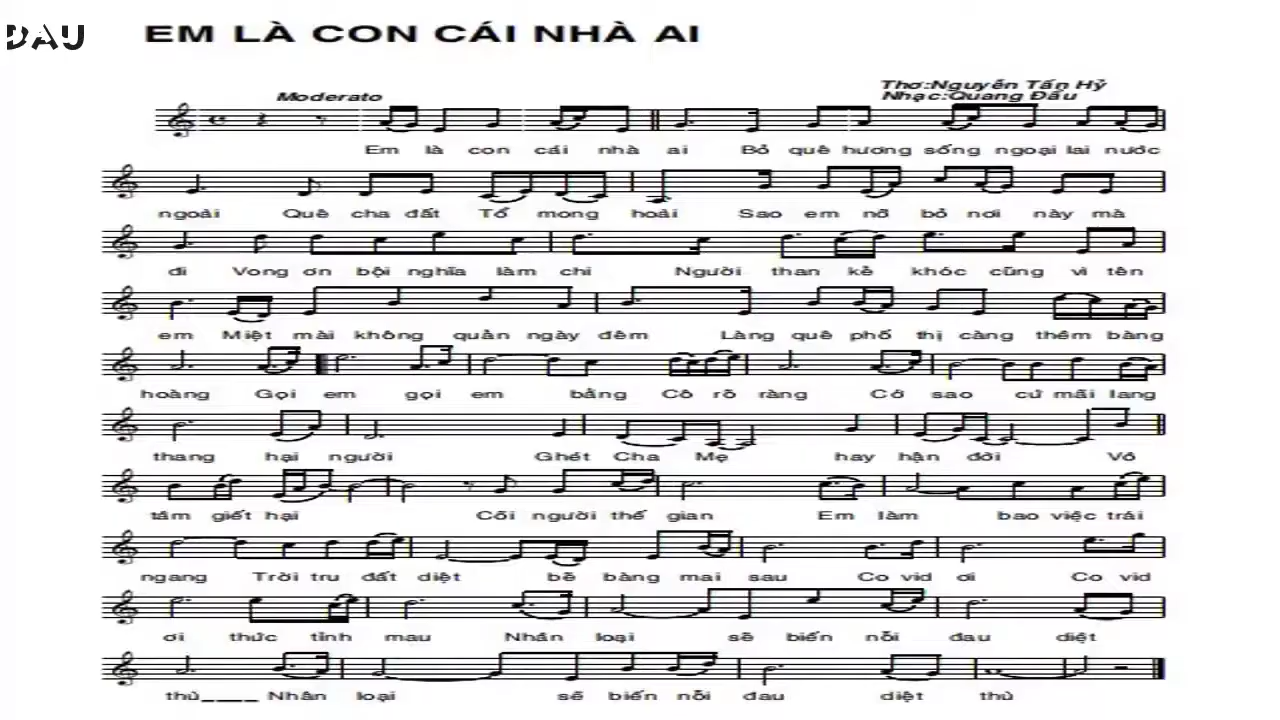 DAU
EM LÀ CON CÁI NHÀ AI
Thơ:Nguyễn Tấn Hỷ
Moderato
Nhạc:Quang Đấu
Em là con cái nhà ai Bỏ quê hương sống ngoại lai nước
ngoài Quê cha đất Tổ mong hoài Sao em nỡ bỏ nơi này mà
đi Vong ơn bội nghĩa làm chi Người than kẻ khóc cũng vì tên
em Miệt mài không quản ngày đêm Làng quê phố thị càng thêm bàng
hoàng Gọi em gọi em bằng Cô rõ ràng Cớ sao cứ mãi lang
thang hại người Ghét Cha Mẹ hay hận đời Vô
tâm giết hại Cõi người thế gian Em làm bao việc trái
ngang Trời tru đất diệt bẽ bàng mai sau Co vid ơi Co vid
ơi thức tỉnh mau Nhân loại sẽ biến nỗi đau diệt
thù____ Nhân loại sẽ biến nỗi đau diệt thù